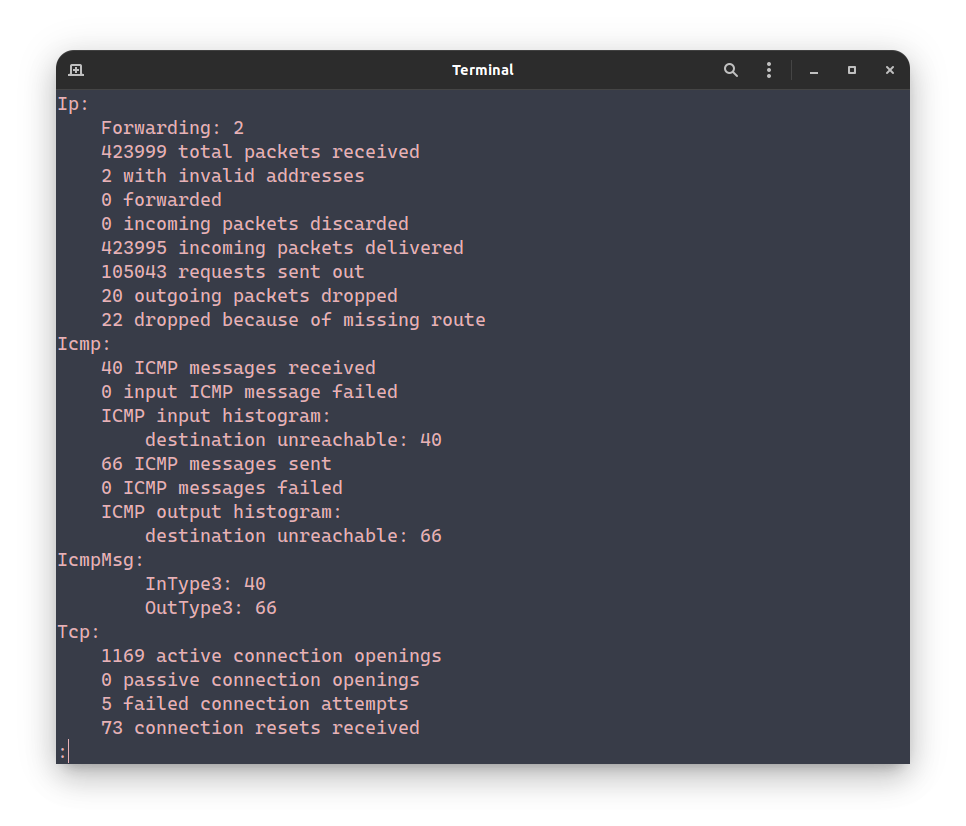 Terminal
Ip:
    Forwarding: 2
    423999 total packets received
    2 with invalid addresses
    0 forwarded
    0 incoming packets discarded
    423995 incoming packets delivered
    105043 requests sent out
    20 outgoing packets dropped
    22 dropped because of missing route
Icmp:
    40 ICMP messages received
    0 input ICMP message failed
    ICMP input histogram:
        destination unreachable: 40
    66 ICMP messages sent
    0 ICMP messages failed
    ICMP output histogram:
        destination unreachable: 66
IcmpMsg:
        InType3: 40
        OutType3: 66
Tcp:
    1169 active connection openings
    0 passive connection openings
    5 failed connection attempts
    73 connection resets received
: